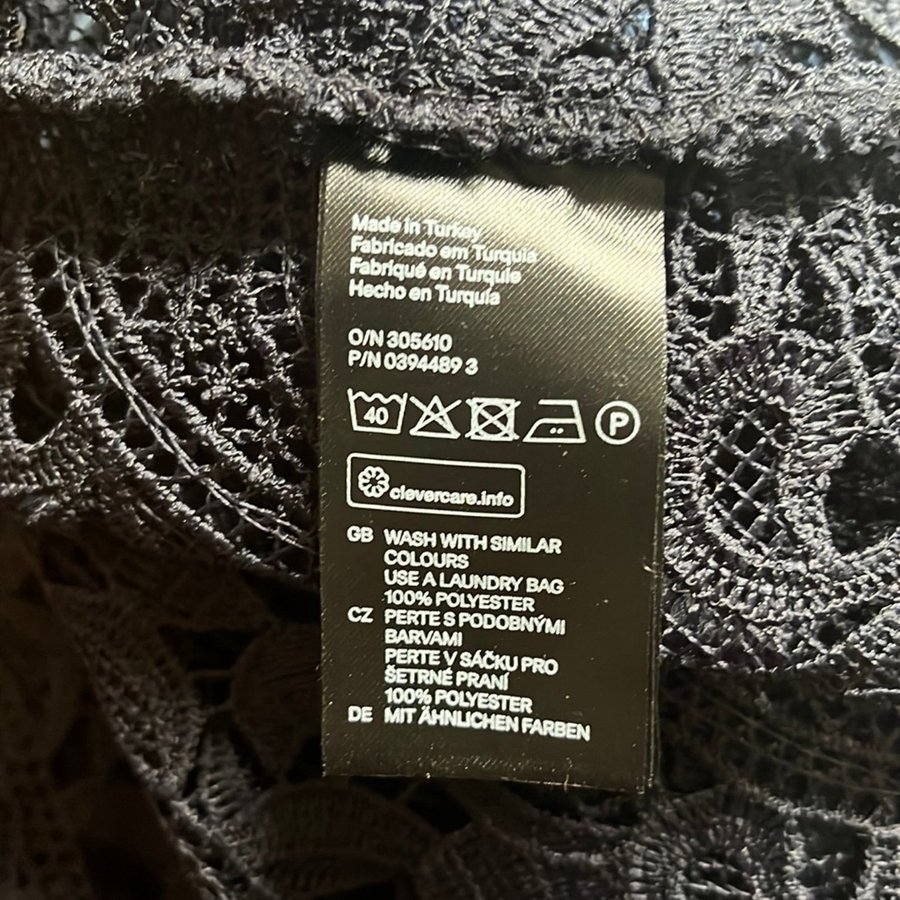 Made in Turkey
Fabricado em Turquia
Fabriqué en Turquie
Hecho en Turquía
O/N 305610
P/N 0394489 3
40 P
clevercare.info
GB WASH WITH SIMILAR
COLOURS
USE A LAUNDRY BAG
100% POLYESTER
CZ PERTE S PODOBNÝMI
BARVAMI
PERTE V SÁČKU PRO
ŠETRNÉ PRANÍ
100% POLYESTER
DE MIT ÄHNLICHEN FARBEN